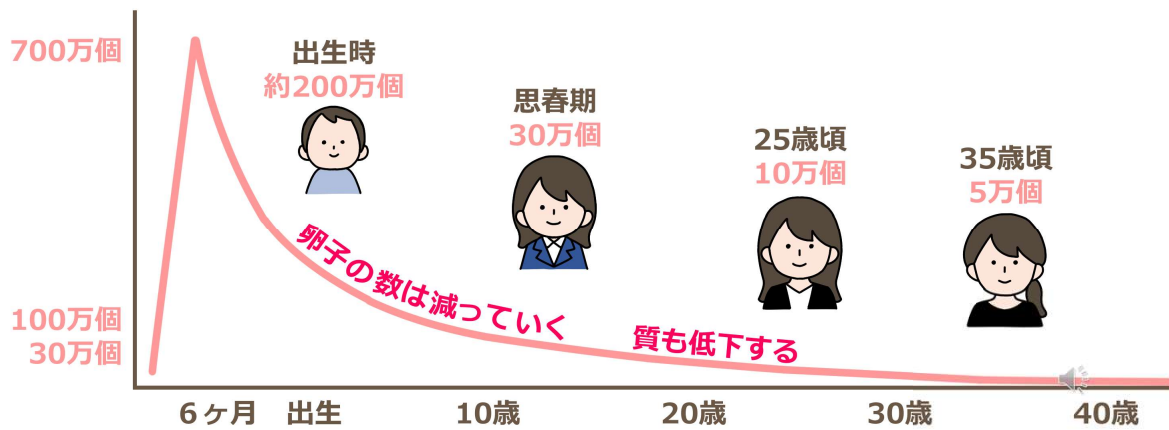 700万個
100万個
30万個
出生時
約200万個
思春期
30万個
25歳頃
10万個
35歳頃
5万個
卵子の数は減っていく
質も低下する
6ヶ月 出生 10歳 20歳 30歳 40歳